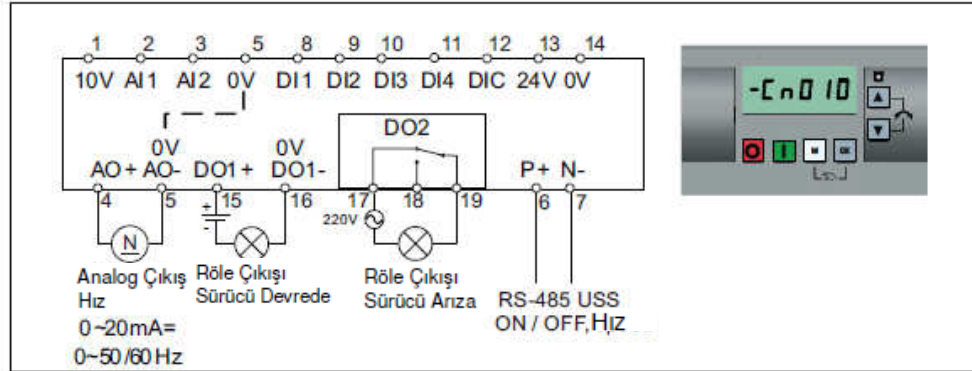 1 2 3 5 8 9 10 11 12 13 14
10V AI1 AI2 0V DI1 DI2 DI3 DI4 DIC 24V 0V
-Cn010
DO2
0V 0V
AO+ AO- DO1+ DO1- P+ N-
4 5 15 16 17 18 19 6 7
+
-
220V
N
M OK
Analog Çıkış
Hız
0~20mA=
0~50/60 Hz
Röle Çıkışı
Sürücü Devrede
Röle Çıkışı
Sürücü Arıza
RS-485 USS
ON / OFF,Hız